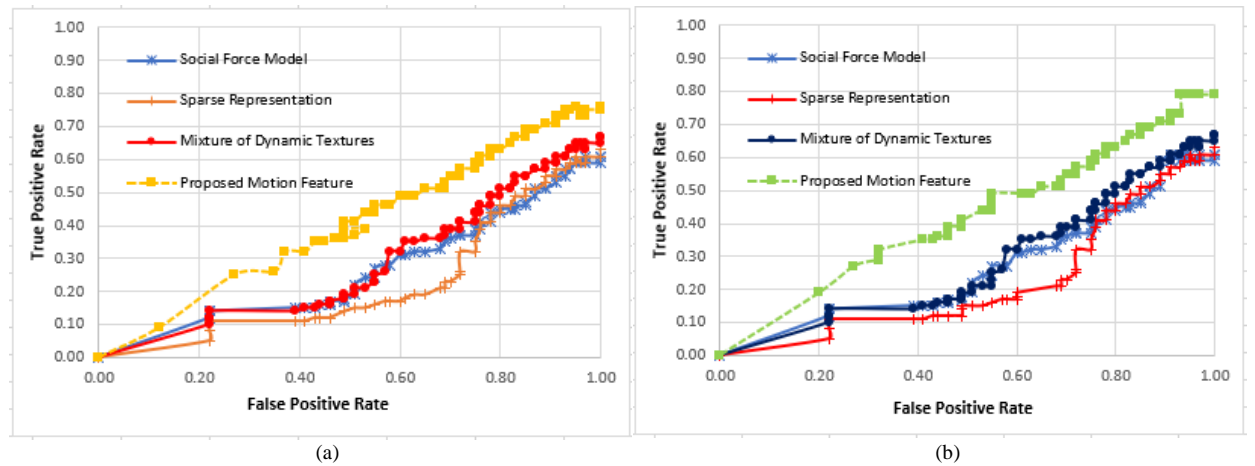 1.00
0.90
0.80
0.70
0.60
0.50
0.40
0.30
0.20
0.10
0.00
True Positive Rate
Social Force Model
Sparse Representation
Mixture of Dynamic Textures
Proposed Motion Feature
0.00 0.20 0.40 0.60 0.80 1.00
False Positive Rate
(a)
1.00
0.90
0.80
0.70
0.60
0.50
0.40
0.30
0.20
0.10
0.00
True Positive Rate
Social Force Model
Sparse Representation
Mixture of Dynamic Textures
Proposed Motion Feature
0.00 0.20 0.40 0.60 0.80 1.00
False Positive Rate
(b)